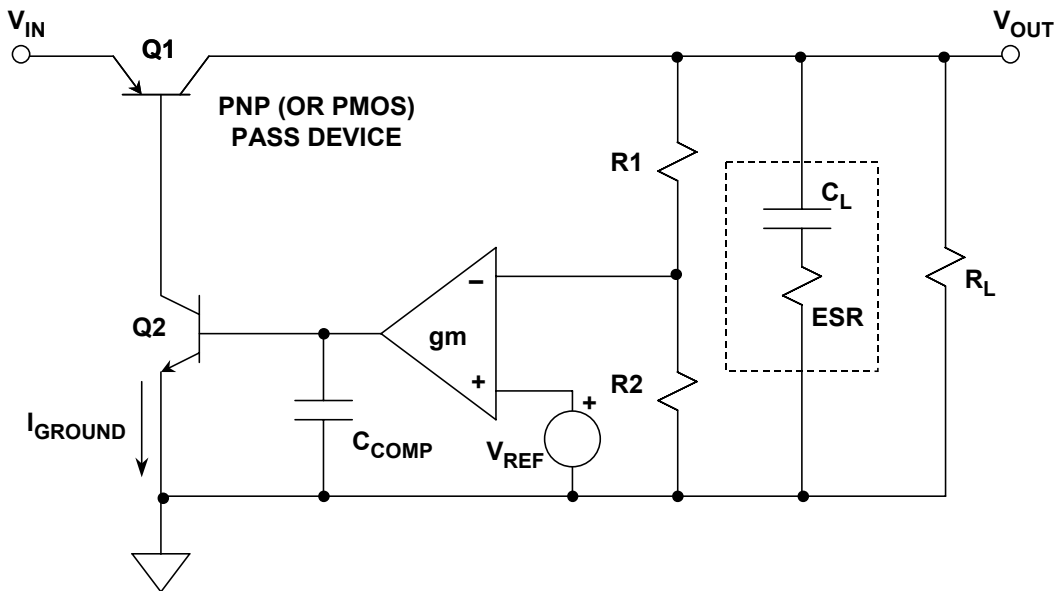 VIN
VOUT
Q1
PNP (OR PMOS)
PASS DEVICE
R1
CL
ESR
RL
Q2
gm
−
+
R2
+
VREF
IGROUND
CCOMP